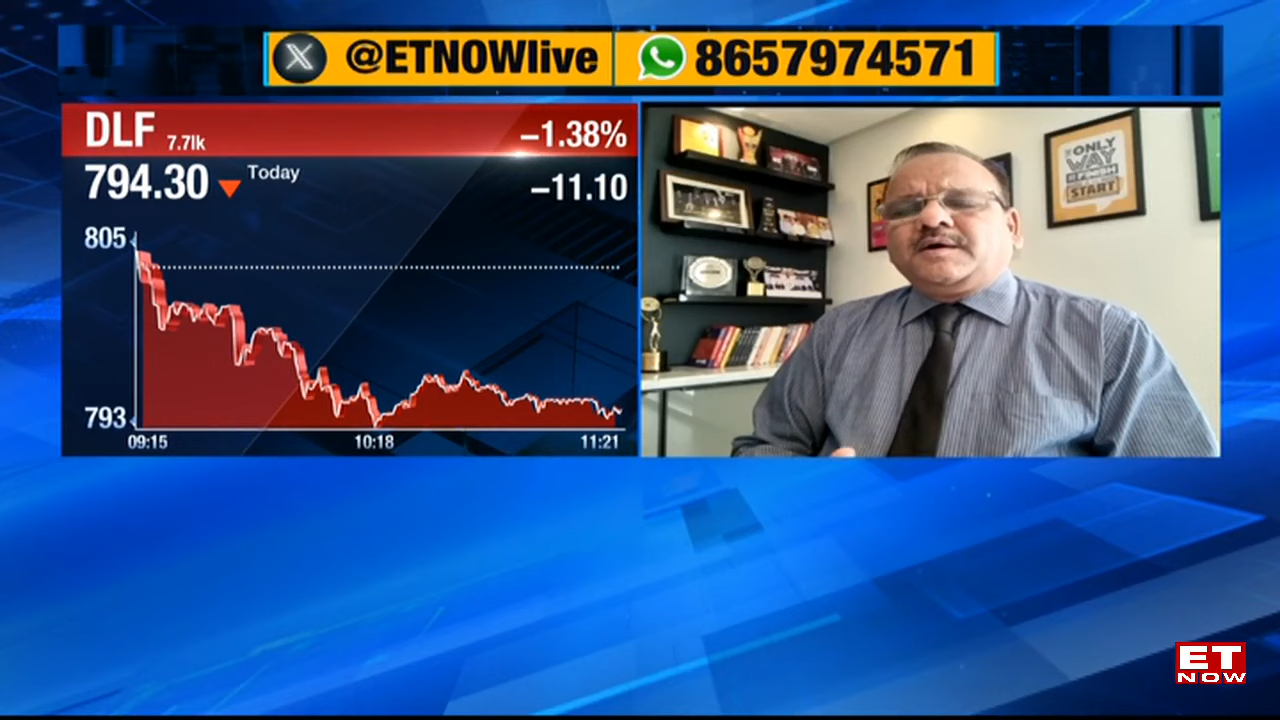 @ETNOWlive
8657974571
DLF 7.7lk
–1.38%
794.30 Today
–11.10
805
793
09:15
10:18
11:21
ONLY
WAY
FINISH
START
ET
NOW